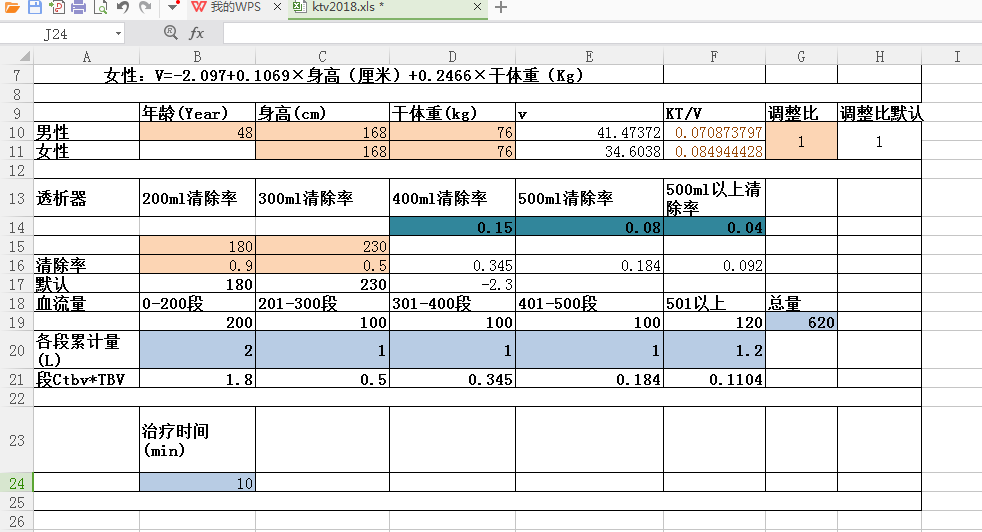 我的WPS × ktv2018.xls * × +
J24 fx
A B C D E F G H I
7 女性：V=-2.097+0.1069×身高（厘米）+0.2466×干体重（Kg）
8
9 年龄(Year) 身高(cm) 干体重(kg) v KT/V 调整比 调整比默认
10 男性 48 168 76 41.47372 0.070873797 1 1
11 女性 168 76 34.6038 0.084944428
12
13 透析器 200ml清除率 300ml清除率 400ml清除率 500ml清除率 500ml以上清
除率
14 0.15 0.08 0.04
15 180 230
16 清除率 0.9 0.5 0.345 0.184 0.092
17 默认 180 230 -2.3
18 血流量 0-200段 201-300段 301-400段 401-500段 501以上 总量
19 200 100 100 100 120 620
20 各段累计量
(L) 2 1 1 1 1.2
21 段Ctbv*TBV 1.8 0.5 0.345 0.184 0.1104
22
23 治疗时间
(min)
24 10
25
26